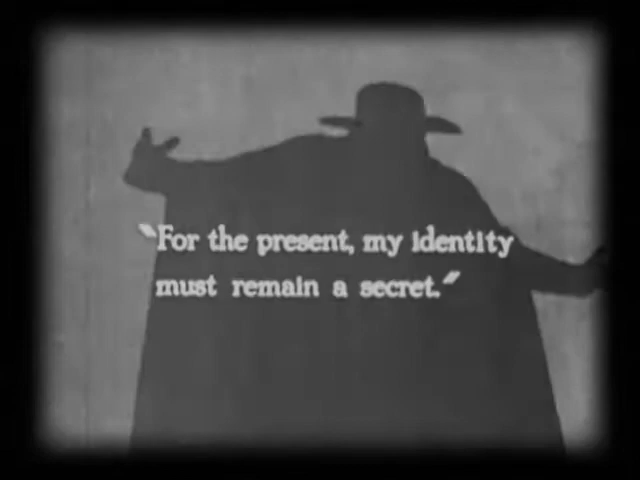 "For the present, my identity
must remain a secret."